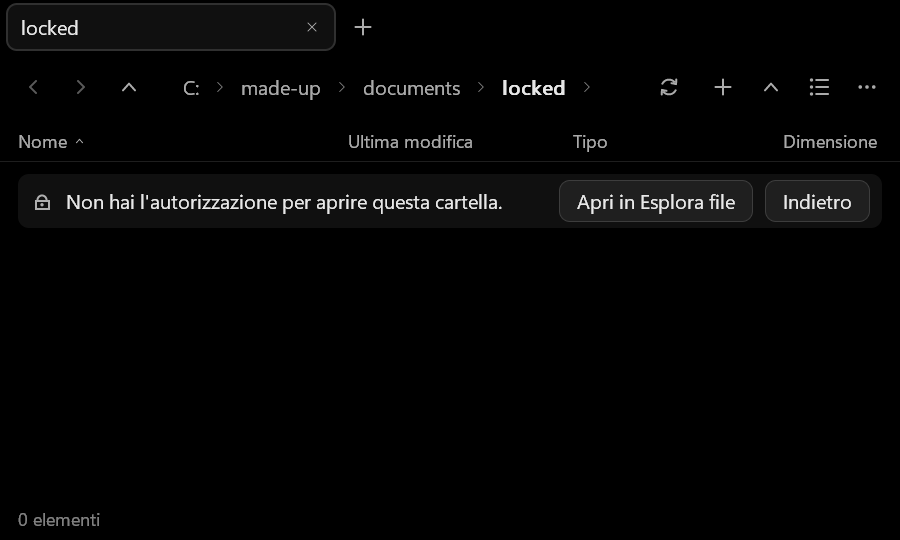 locked
C: made-up documents locked
Nome Ultima modifica Tipo Dimensione
Non hai l'autorizzazione per aprire questa cartella. Apri in Esplora file Indietro
0 elementi